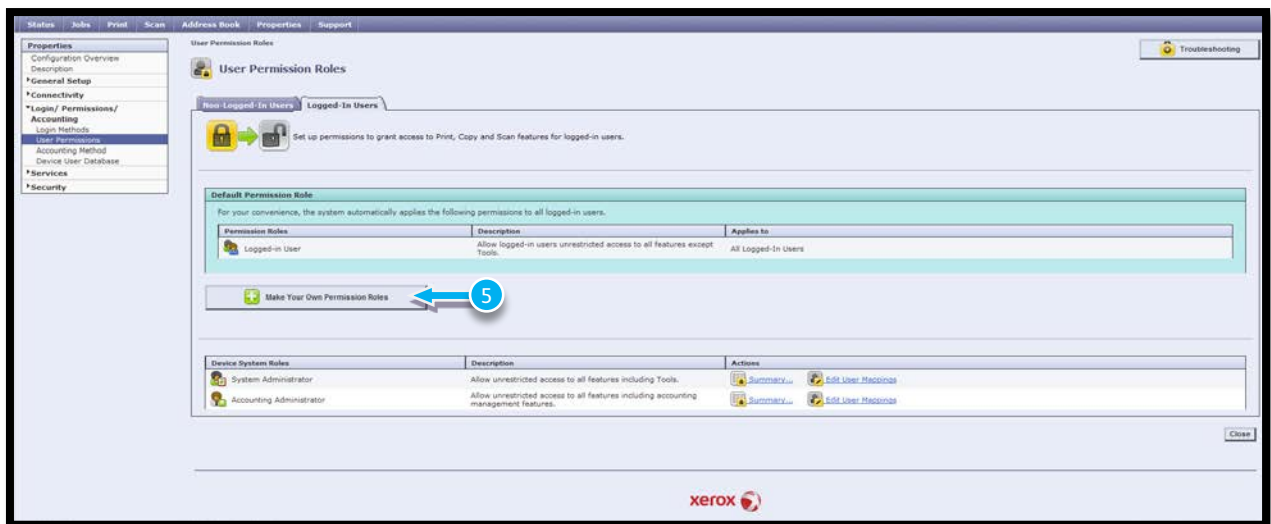 Status Jobs Print Scan Address Book Properties Support
Properties
Configuration Overview
Description
General Setup
Connectivity
Login/ Permissions/
Accounting
Login Methods
User Permissions
Accounting Method
Device User Database
Services
Security
User Permission Roles
Troubleshooting
User Permission Roles
Non-Logged-In Users Logged-In Users
Set up permissions to grant access to Print, Copy and Scan features for logged-in users.
Default Permission Role
For your convenience, the system automatically applies the following permissions to all logged-in users.
Permission Roles Description Applies to
Logged-in User Allow logged-in users unrestricted access to all features except Tools. All Logged-In Users
Make Your Own Permission Roles 5
Device System Roles Description Actions
System Administrator Allow unrestricted access to all features including Tools. Summary... Edit User Mappings
Accounting Administrator Allow unrestricted access to all features including accounting management features. Summary... Edit User Mappings
Close
xerox